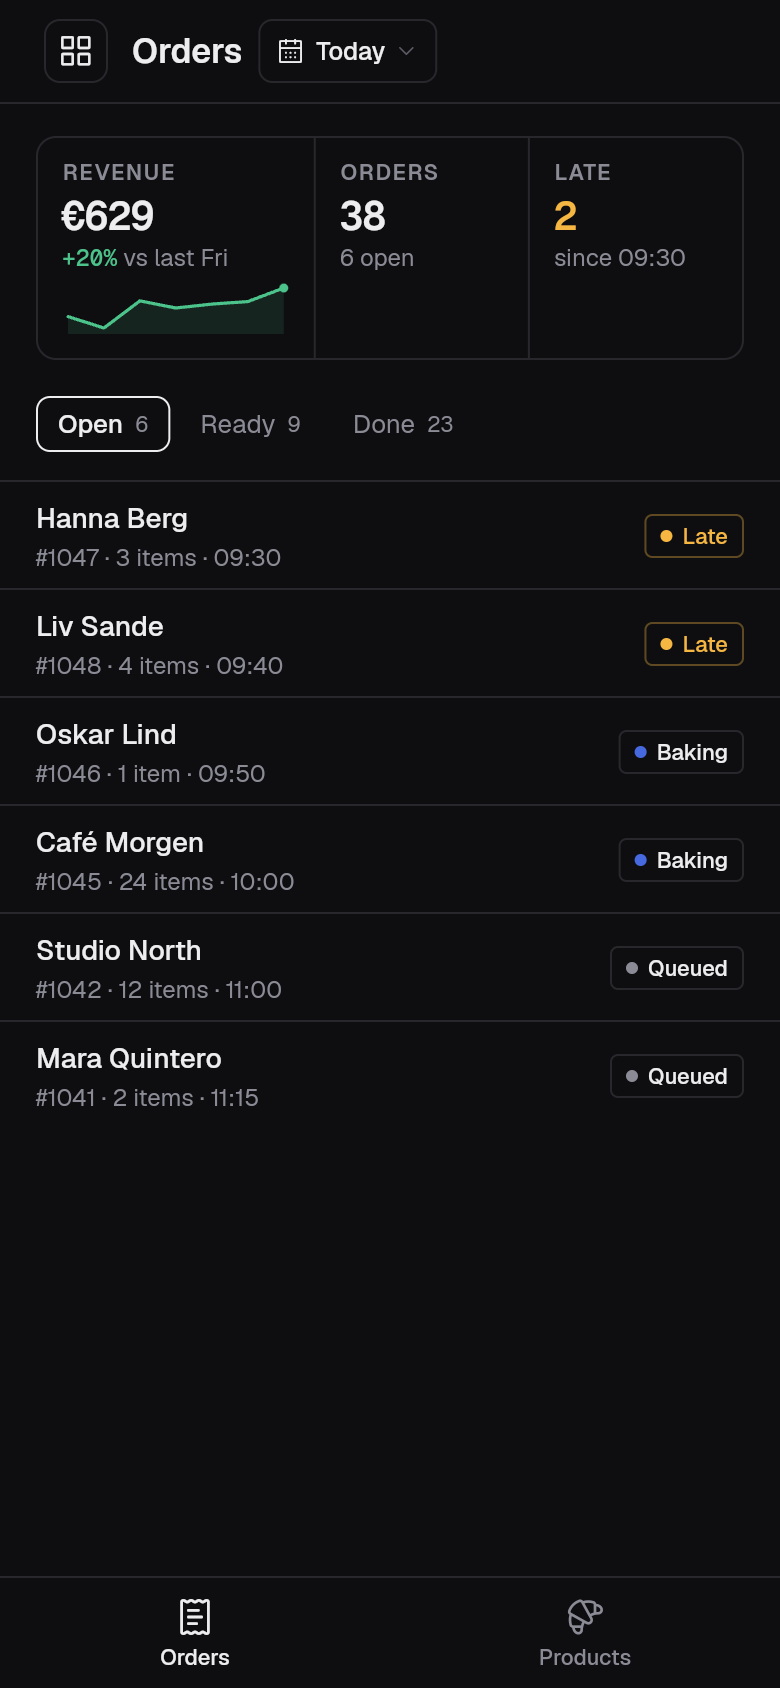 Orders Today
REVENUE
€629
+20% vs last Fri
ORDERS
38
6 open
LATE
2
since 09:30
Open 6 Ready 9 Done 23
Hanna Berg
#1047 · 3 items · 09:30
Late
Liv Sande
#1048 · 4 items · 09:40
Late
Oskar Lind
#1046 · 1 item · 09:50
Baking
Café Morgen
#1045 · 24 items · 10:00
Baking
Studio North
#1042 · 12 items · 11:00
Queued
Mara Quintero
#1041 · 2 items · 11:15
Queued
Orders
Products